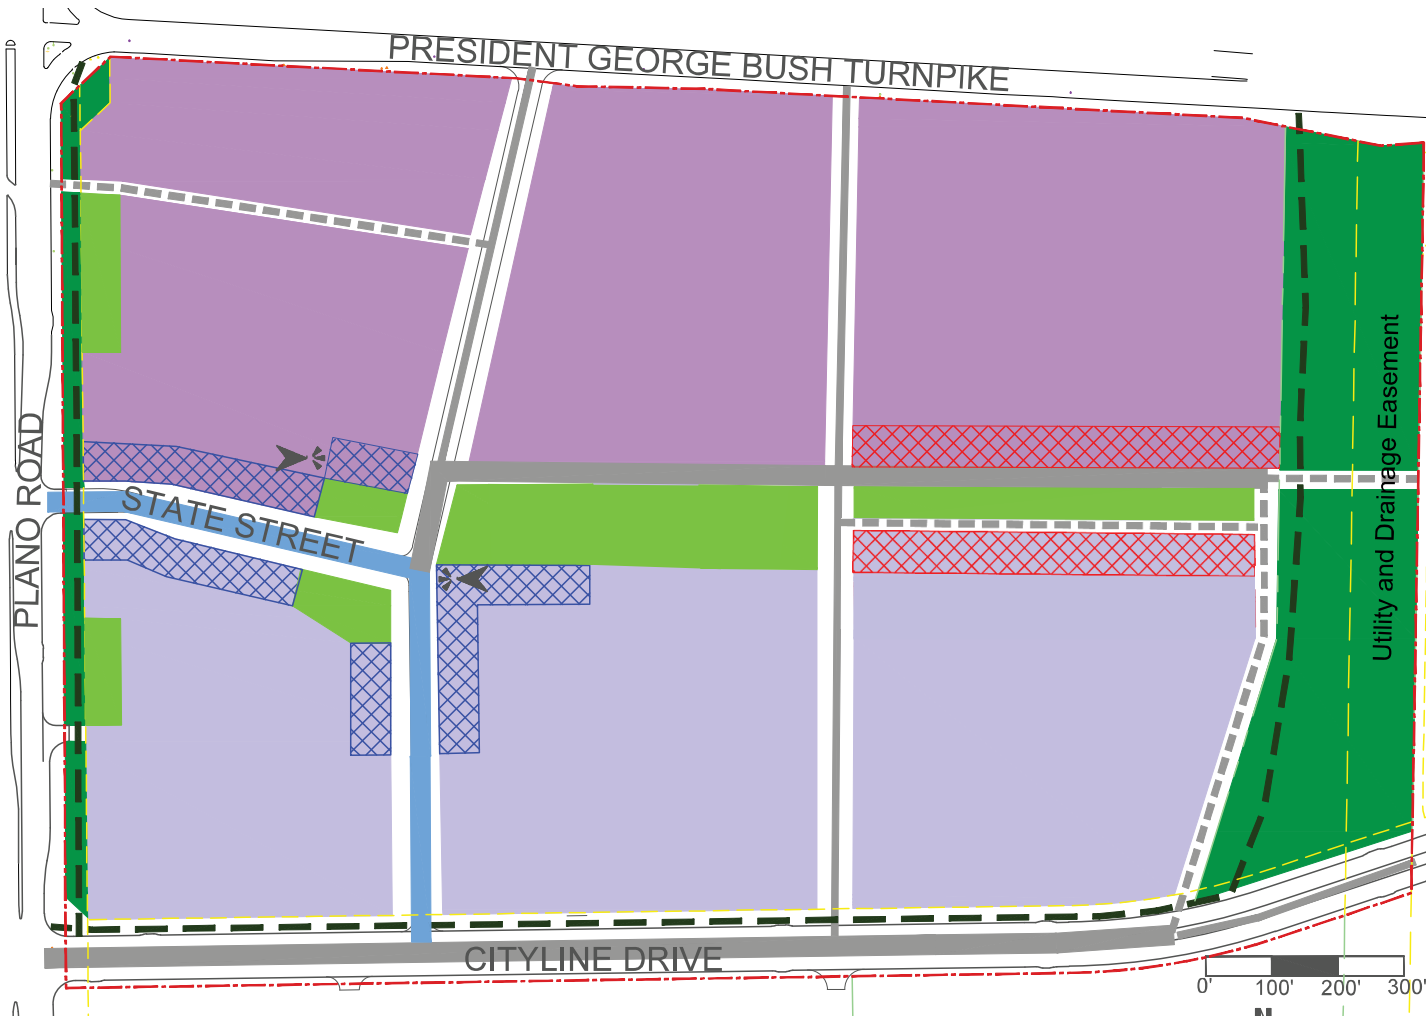 PRESIDENT GEORGE BUSH TURNPIKE
PLANO ROAD
STATE STREET
Utility and Drainage Easement
CITYLINE DRIVE
0' 100' 200' 300'
N